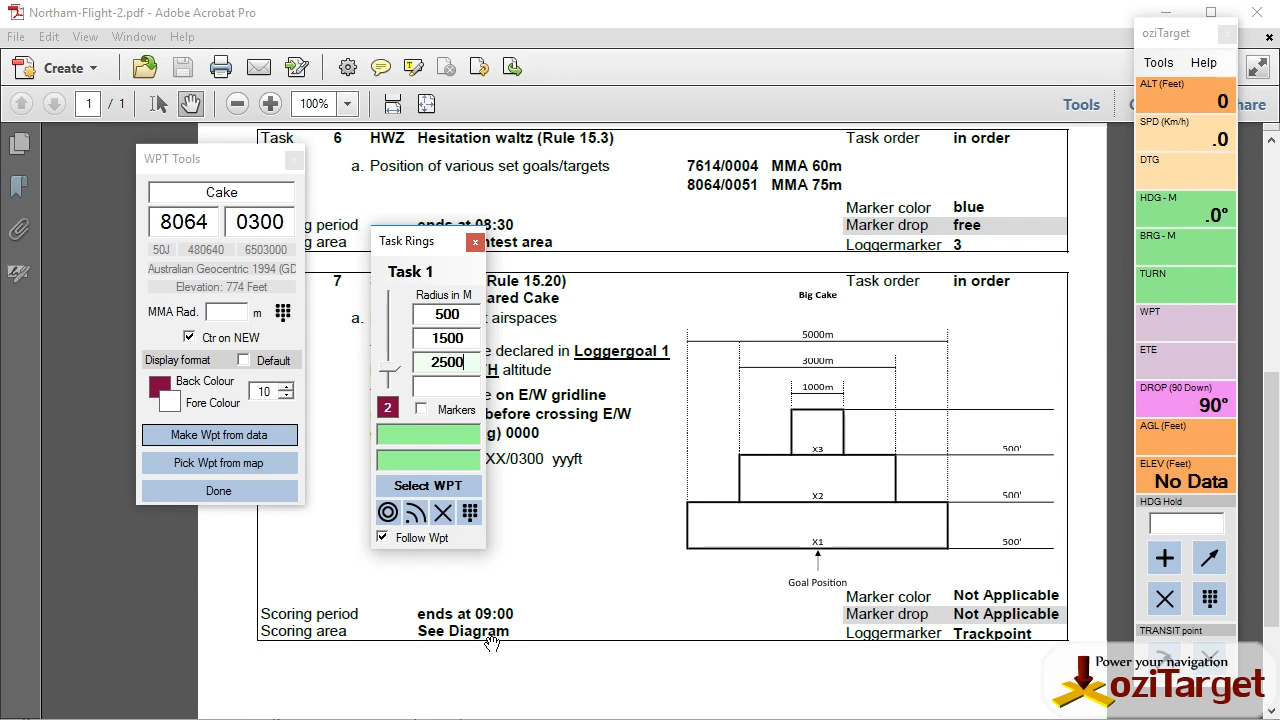 Northam-Flight-2.pdf - Adobe Acrobat Pro
File Edit View Window Help
Create
1 / 1 100% Tools
hare
Task 6 HWZ Hesitation waltz (Rule 15.3) Task order in order
a. Position of various set goals/targets 7614/0004 MMA 60m
8064/0051 MMA 75m
Marker color blue
g period ends at 08:30 Marker drop free
g area ntest area Loggermarker 3
7 (Rule 15.20) Task order in order
ared Cake
a. t airspaces
e declared in Loggergoal 1
H altitude
e on E/W gridline
before crossing E/W
g) 0000
XX/0300 yyyft
Big Cake
5000m
3000m
1000m
X3 500'
X2 500'
X1 500'
Goal Position
Marker color Not Applicable
Scoring period ends at 09:00 Marker drop Not Applicable
Scoring area See Diagram Loggermarker Trackpoint
WPT Tools x
Cake
8064 0300
50J 480640 6503000
Australian Geocentric 1994 (GD
Elevation: 774 Feet
MMA Rad. m
Ctr on NEW
Display format Default
Back Colour
Fore Colour 10
Make Wpt from data
Pick Wpt from map
Done
Task Rings x
Task 1
Radius in M
500
1500
2500
2 Markers
Select WPT
Follow Wpt
oziTarget
Tools Help
ALT (Feet)
0
SPD (Km/h)
.0
DTG
HDG - M
.0°
BRG - M
TURN
WPT
ETE
DROP (90 Down)
90°
AGL (Feet)
ELEV (Feet)
No Data
HDG Hold
TRANSIT point
Power your navigation
oziTarget